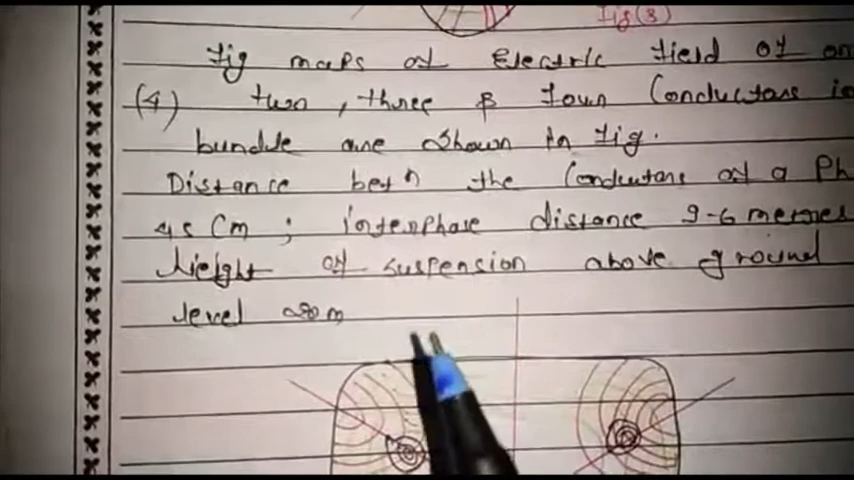 Fig (3)
Fig maps of Electric field of on
(4) two, three & four Conductors in
bundle are shown in fig.
Distance betn the Conductors of a Ph
45 Cm ; interphase distance 9-6 metres
height of suspension above ground
level 20 m